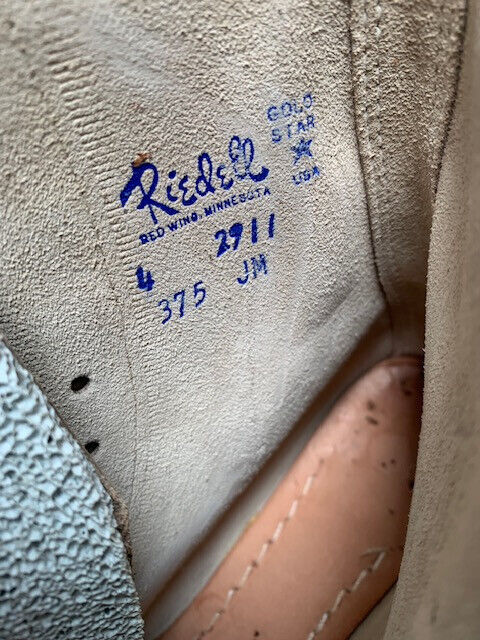 Riedell
RED WING, MINNESOTA
GOLD
STAR
USA
4 2911
375 JM